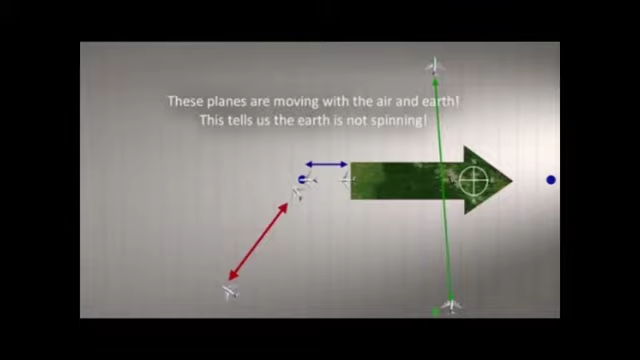 These planes are moving with the air and earth!
This tells us the earth is not spinning!